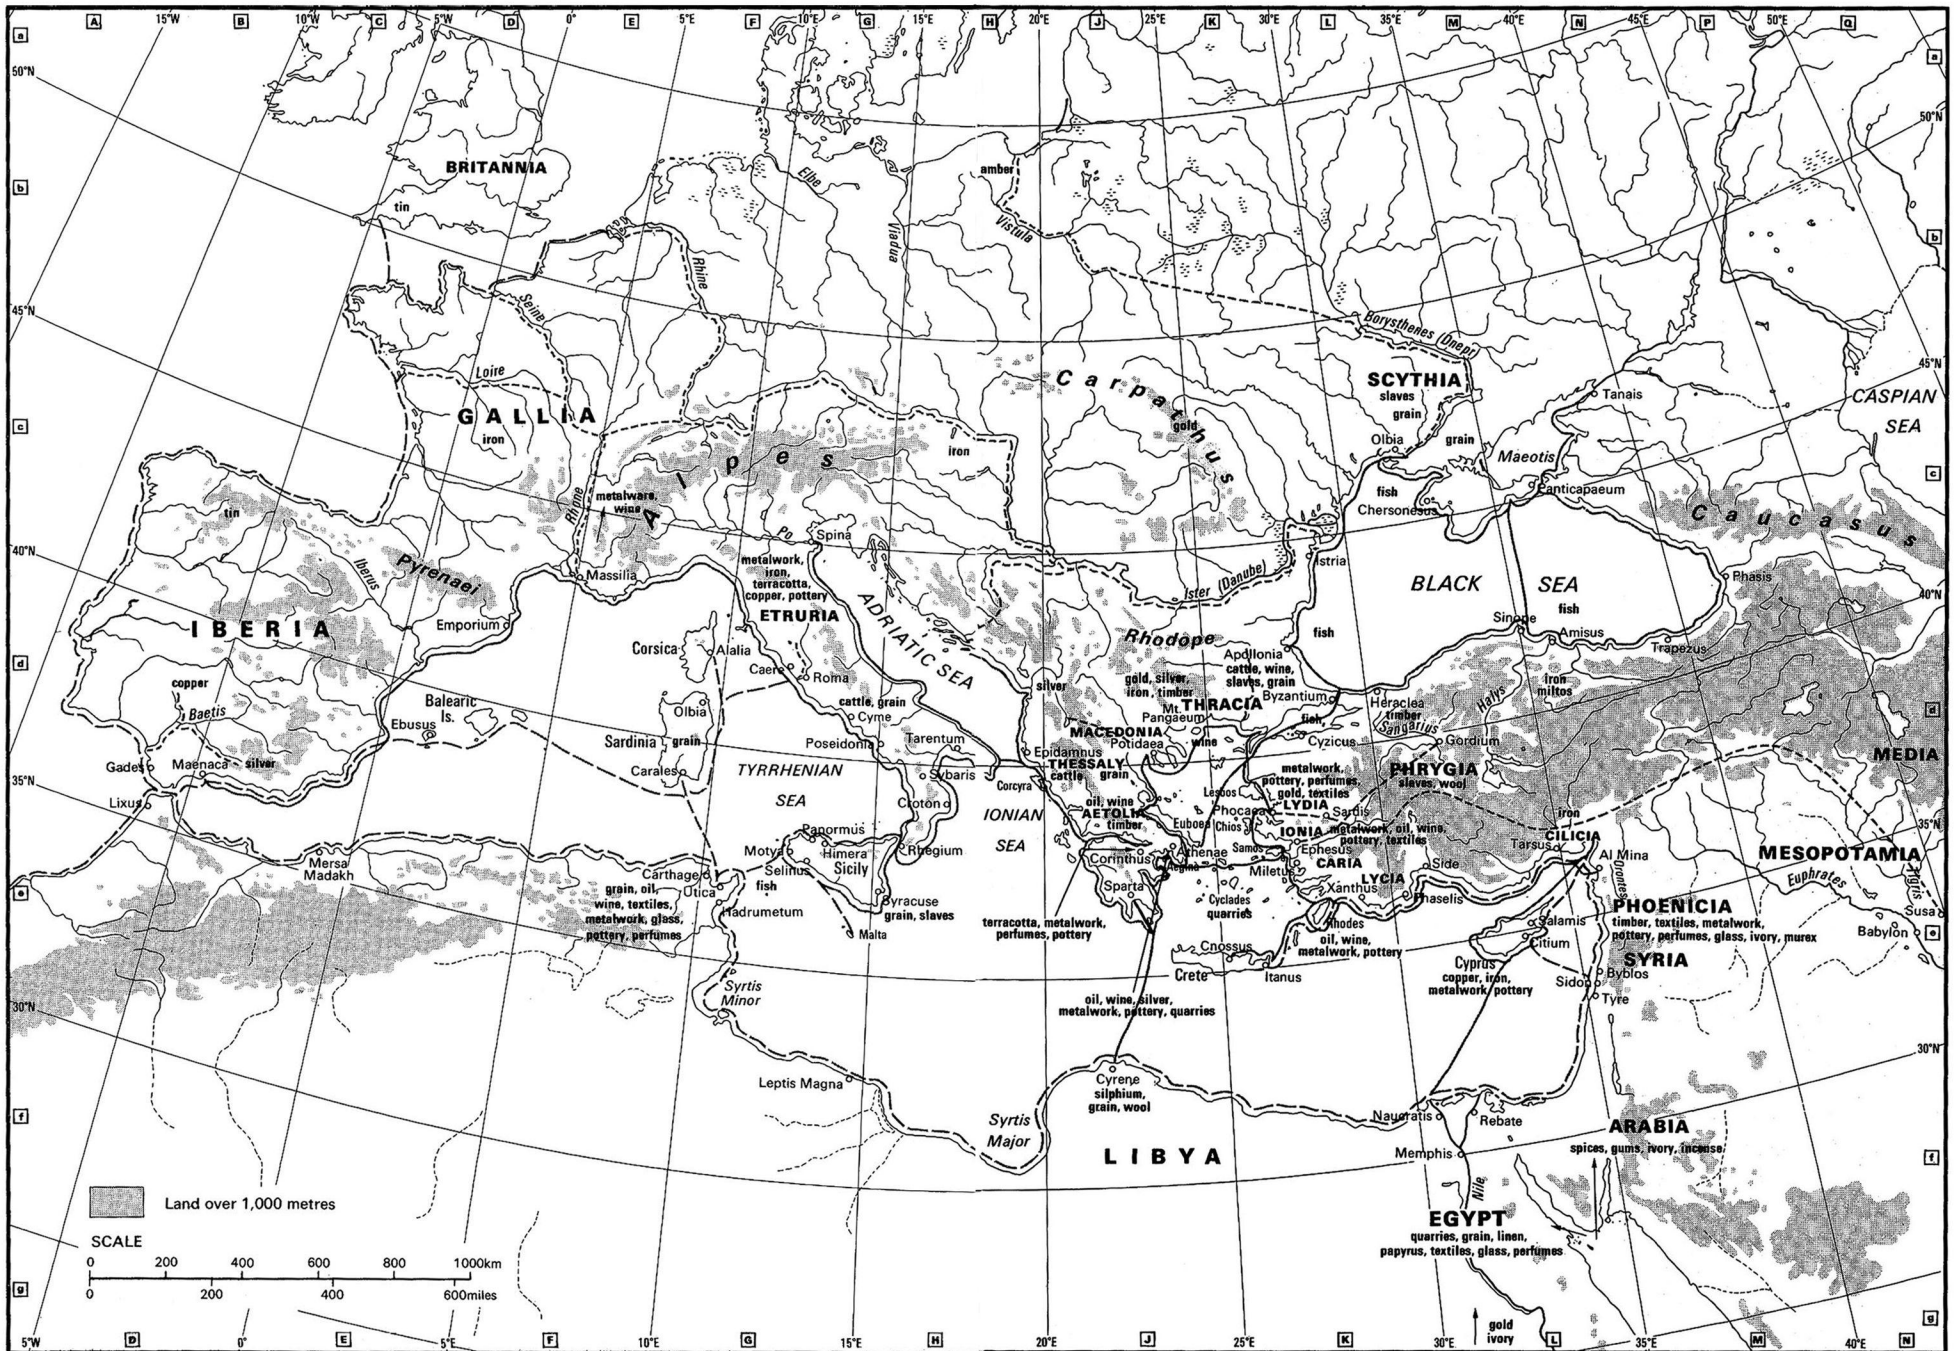 15°W
A
B
10°W
C
5°W
D
0°
E
5°E
F
10°E
G
15°E
H
20°E
J
25°E
K
30°E
L
35°E
M
40°E
N
45°E
P
50°E
Q
a
a
50°N
50°N
BRITANNIA
tin
amber
Elbe
Viadua
Vistula
b
b
Rhine
Seine
45°N
45°N
Borysthenes (Dnepr)
Loire
GALLIA
iron
Carpathus
gold
SCYTHIA
slaves
grain
Tanais
CASPIAN
SEA
c
c
Olbia
grain
Maeotis
Alpes
iron
fish
Chersonesus
Panticapaeum
Caucasus
tin
metalware,
wine
Rhone
Po
Spina
Istria
BLACK SEA
fish
Phasis
40°N
40°N
Iberus
Pyrenaei
Massilia
metalwork,
iron,
terracotta,
copper, pottery
ETRURIA
ADRIATIC SEA
Ister (Danube)
IBERIA
Emporium
Corsica
Alalia
Caere
Roma
Rhodope
fish
Sinope
Amisus
Trapezus
d
d
copper
Baetis
Balearic
Is.
Ebusus
Olbia
cattle, grain
Cyme
silver
gold, silver,
iron, timber
Apollonia
cattle, wine,
slaves, grain
Byzantium
THRACIA
Mt.
Pangaeum
Heraclea
timber
Sangarius
Halys
Iron
miltos
Gades
Maenaca
silver
Sardinia
grain
Carales
Poseidonia
Tarentum
Sybaris
TYRRHENIAN
SEA
MACEDONIA
Epidamnus
Potidaea
wine
fish
Cyzicus
Gordium
MEDIA
35°N
35°N
THESSALY
cattle
grain
Corcyra
metalwork,
pottery, perfumes,
gold, textiles
PHRYGIA
slaves, wool
Lixus
Croton
IONIAN
SEA
oil, wine
AETOLIA
timber
Lesbos
Phocaea
LYDIA
Sardis
iron
Panormus
Motya
Himera
Selinus
Sicily
Rhegium
Euboea
Chios
IONIA
metalwork, oil, wine,
pottery, textiles
CILICIA
Tarsus
Mersa
Madakh
Carthage
Utica
fish
Corinthus
Athenae
Aegina
Samos
Ephesus
CARIA
Miletus
Side
LYCIA
Al Mina
Orontes
MESOPOTAMIA
Euphrates
Tigris
e
e
grain, oil,
wine, textiles,
metalwork, glass,
pottery, perfumes
Hadrumetum
Syracuse
grain, slaves
Malta
Sparta
Cyclades
quarries
Xanthus
Phaselis
Rhodes
Salamis
Citium
PHOENICIA
timber, textiles, metalwork,
pottery, perfumes, glass, ivory, murex
Susa
Babylon
terracotta, metalwork,
perfumes, pottery
oil, wine,
metalwork, pottery
Cnossus
Crete
Itanus
Cyprus
copper, iron,
metalwork, pottery
SYRIA
Byblos
Sidon
Tyre
30°N
30°N
Syrtis
Minor
oil, wine, silver,
metalwork, pottery, quarries
Leptis Magna
Cyrene
silphium,
grain, wool
Syrtis
Major
Naucratis
Rebate
f
f
LIBYA
Memphis
ARABIA
spices, gums, ivory, incense
Land over 1,000 metres
Nile
EGYPT
quarries, grain, linen,
papyrus, textiles, glass, perfumes
SCALE
0 200 400 600 800 1000km
0 200 400 600miles
g
g
gold
ivory
5°W
D
0°
E
5°E
F
10°E
G
15°E
H
20°E
J
25°E
K
30°E
L
35°E
M
40°E
N